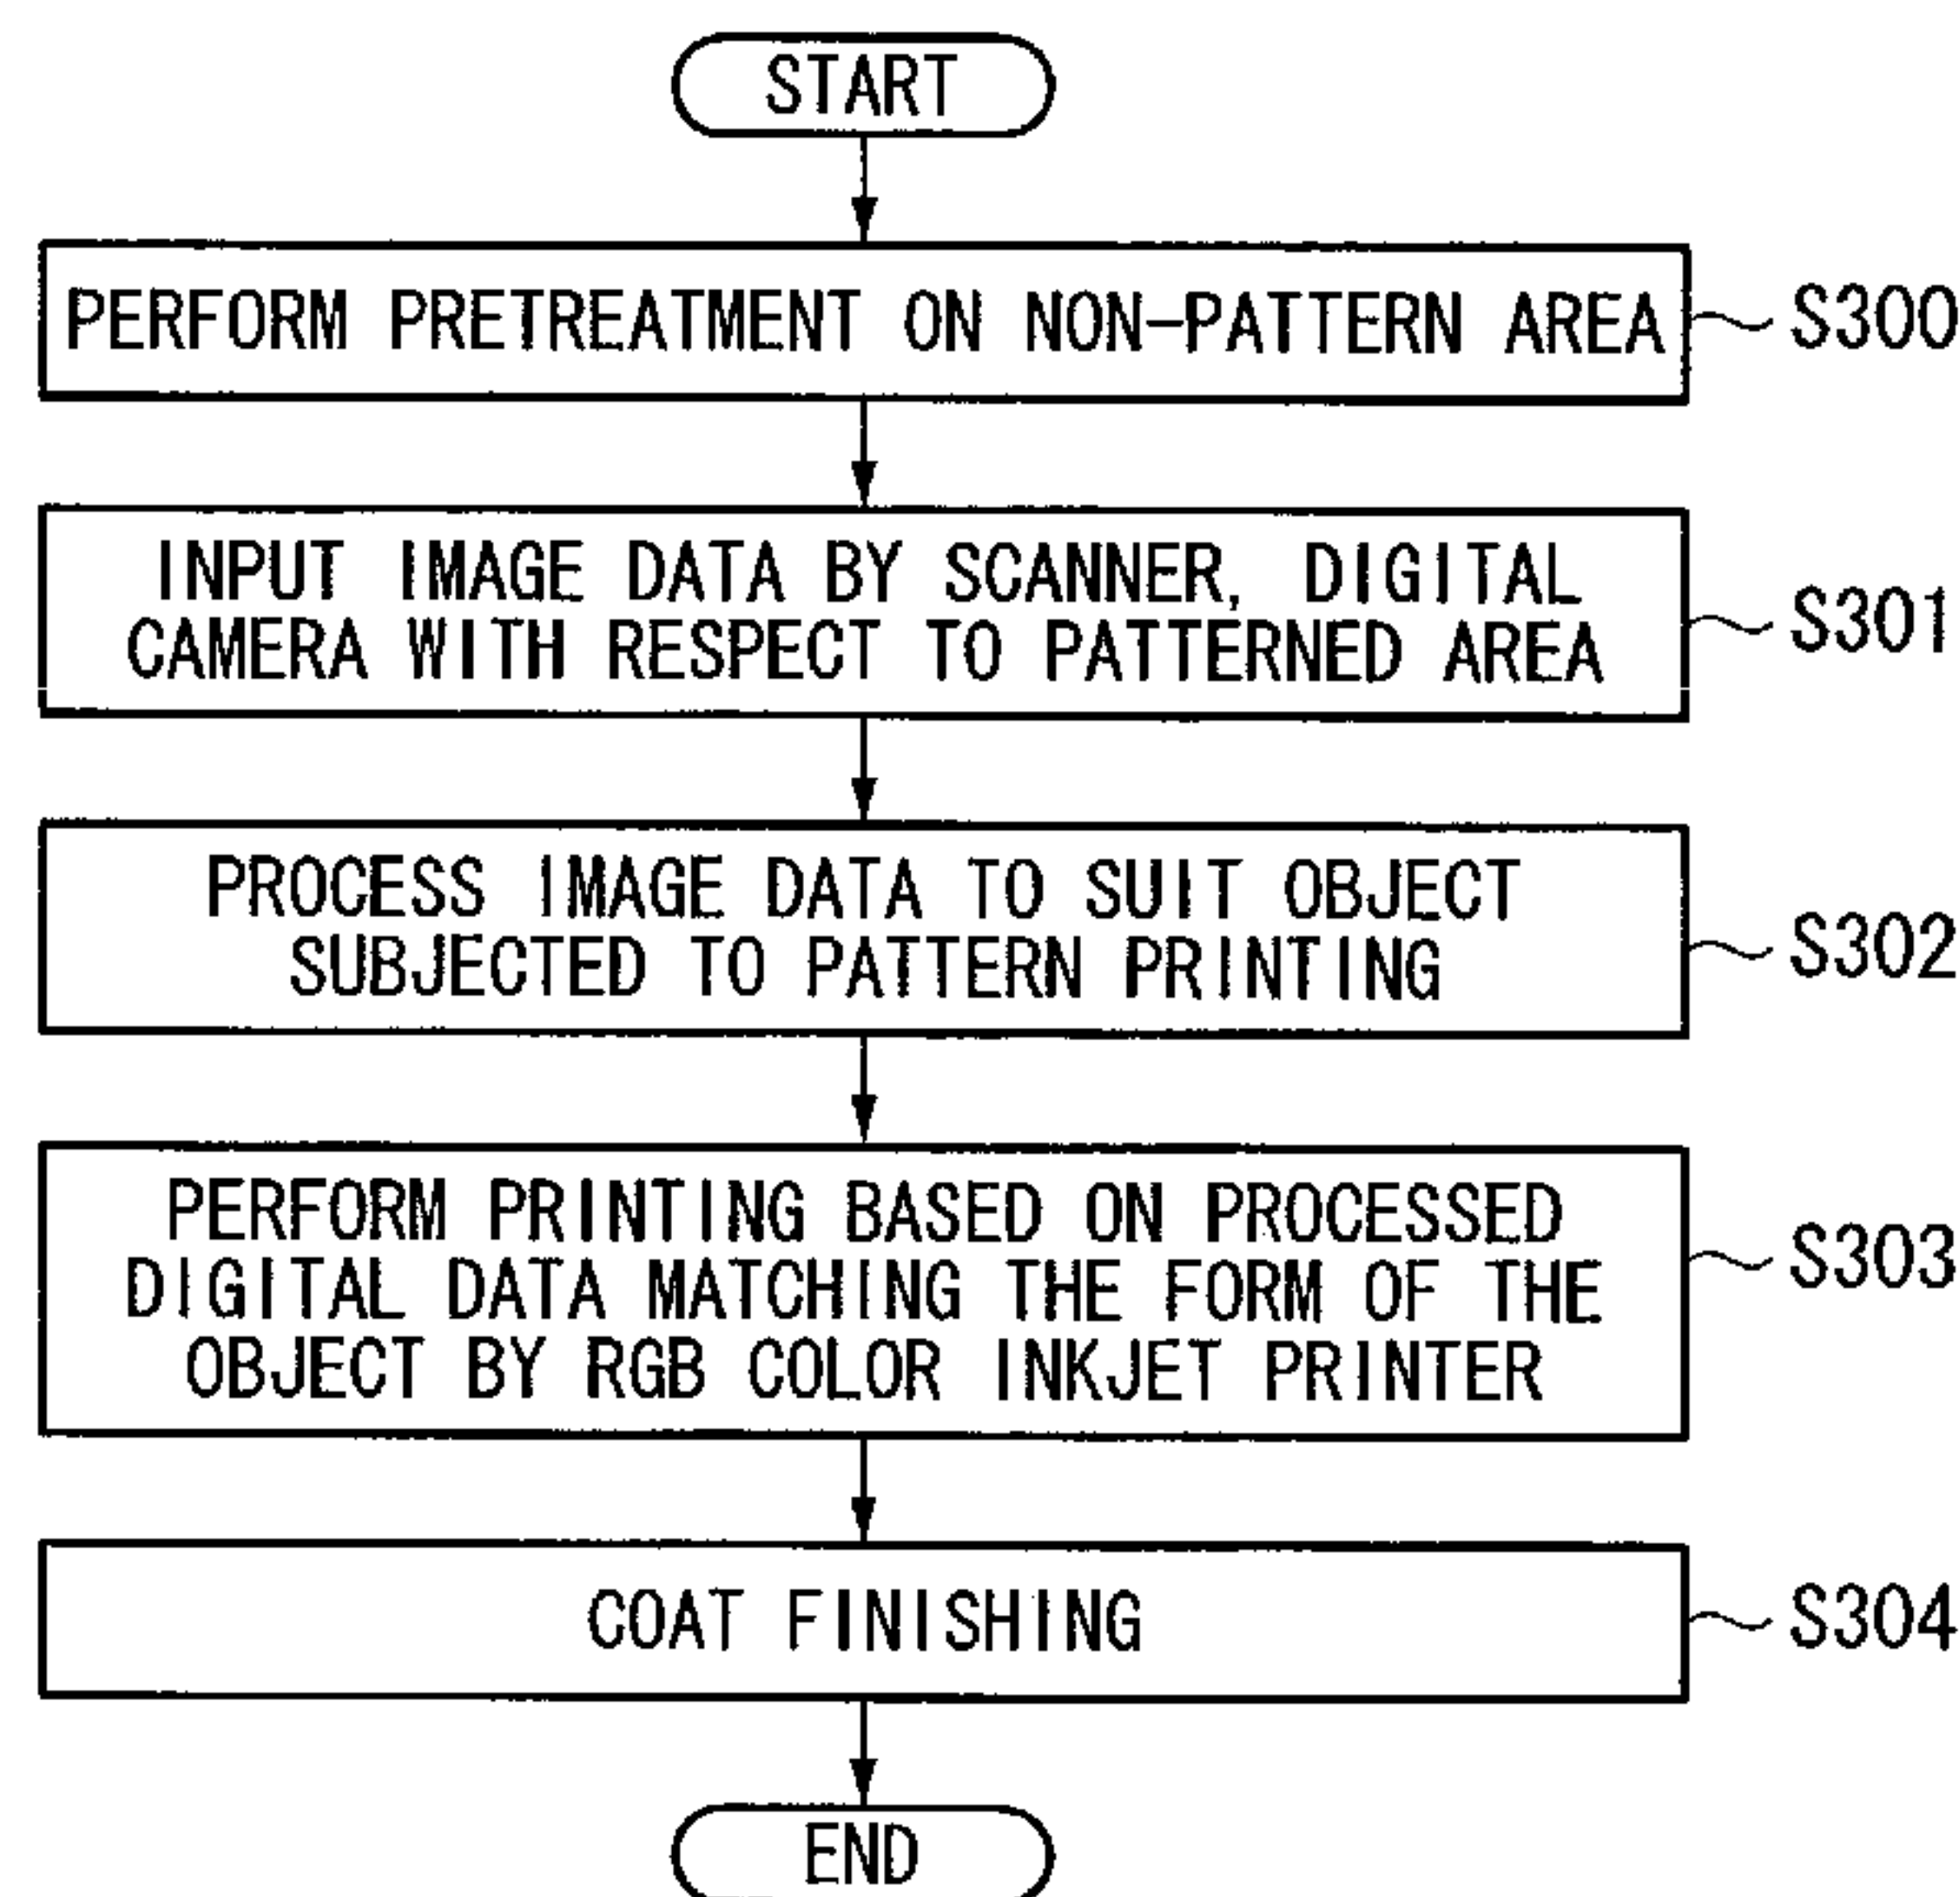 START
PERFORM PRETREATMENT ON NON-PATTERN AREA
S300
INPUT IMAGE DATA BY SCANNER, DIGITAL
CAMERA WITH RESPECT TO PATTERNED AREA
S301
PROCESS IMAGE DATA TO SUIT OBJECT
SUBJECTED TO PATTERN PRINTING
S302
PERFORM PRINTING BASED ON PROCESSED
DIGITAL DATA MATCHING THE FORM OF THE
OBJECT BY RGB COLOR INKJET PRINTER
S303
COAT FINISHING
S304
END